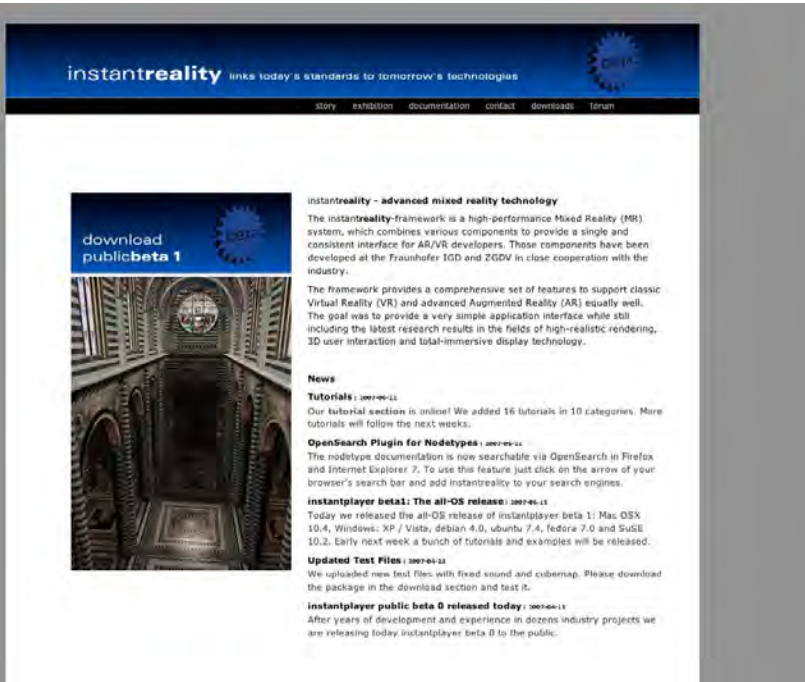 instantreality links today's standards to tomorrow's technologies
beta
story exhibition documentation contact downloads forum
download
publicbeta 1
beta
instantreality - advanced mixed reality technology
The instantreality-framework is a high-performance Mixed Reality (MR)
system, which combines various components to provide a single and
consistent interface for AR/VR developers. Those components have been
developed at the Fraunhofer IGD and ZGDV in close cooperation with the
industry.
The framework provides a comprehensive set of features to support classic
Virtual Reality (VR) and advanced Augmented Reality (AR) equally well.
The goal was to provide a very simple application interface while still
including the latest research results in the fields of high-realistic rendering,
3D user interaction and total-immersive display technology.
News
Tutorials :
Our tutorial section is online! We added 16 tutorials in 10 categories. More
tutorials will follow the next weeks.
OpenSearch Plugin for Nodetypes :
The nodetype documentation is now searchable via OpenSearch in Firefox
and Internet Explorer 7. To use this feature just click on the arrow of your
browser's search bar and add instantreality to your search engines.
instantplayer beta1: The all-OS release :
Today we released the all-OS release of instantplayer beta 1: Mac OSX
10.4, Windows: XP / Vista, debian 4.0, ubuntu 7.4, fedora 7.0 and SuSE
10.2. Early next week a bunch of tutorials and examples will be released.
Updated Test Files :
We uploaded new test files with fixed sound and cubemap. Please download
the package in the download section and test it.
instantplayer public beta 0 released today :
After years of development and experience in dozens industry projects we
are releasing today instantplayer beta 0 to the public.